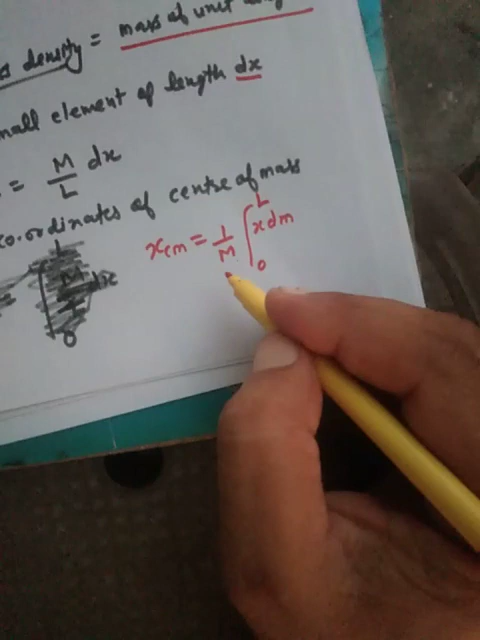 density = mass of unit
small element of length dx
= M/L dx
co-ordinates of centre of mass
xcm = 1/M ∫₀ᴸ x dm